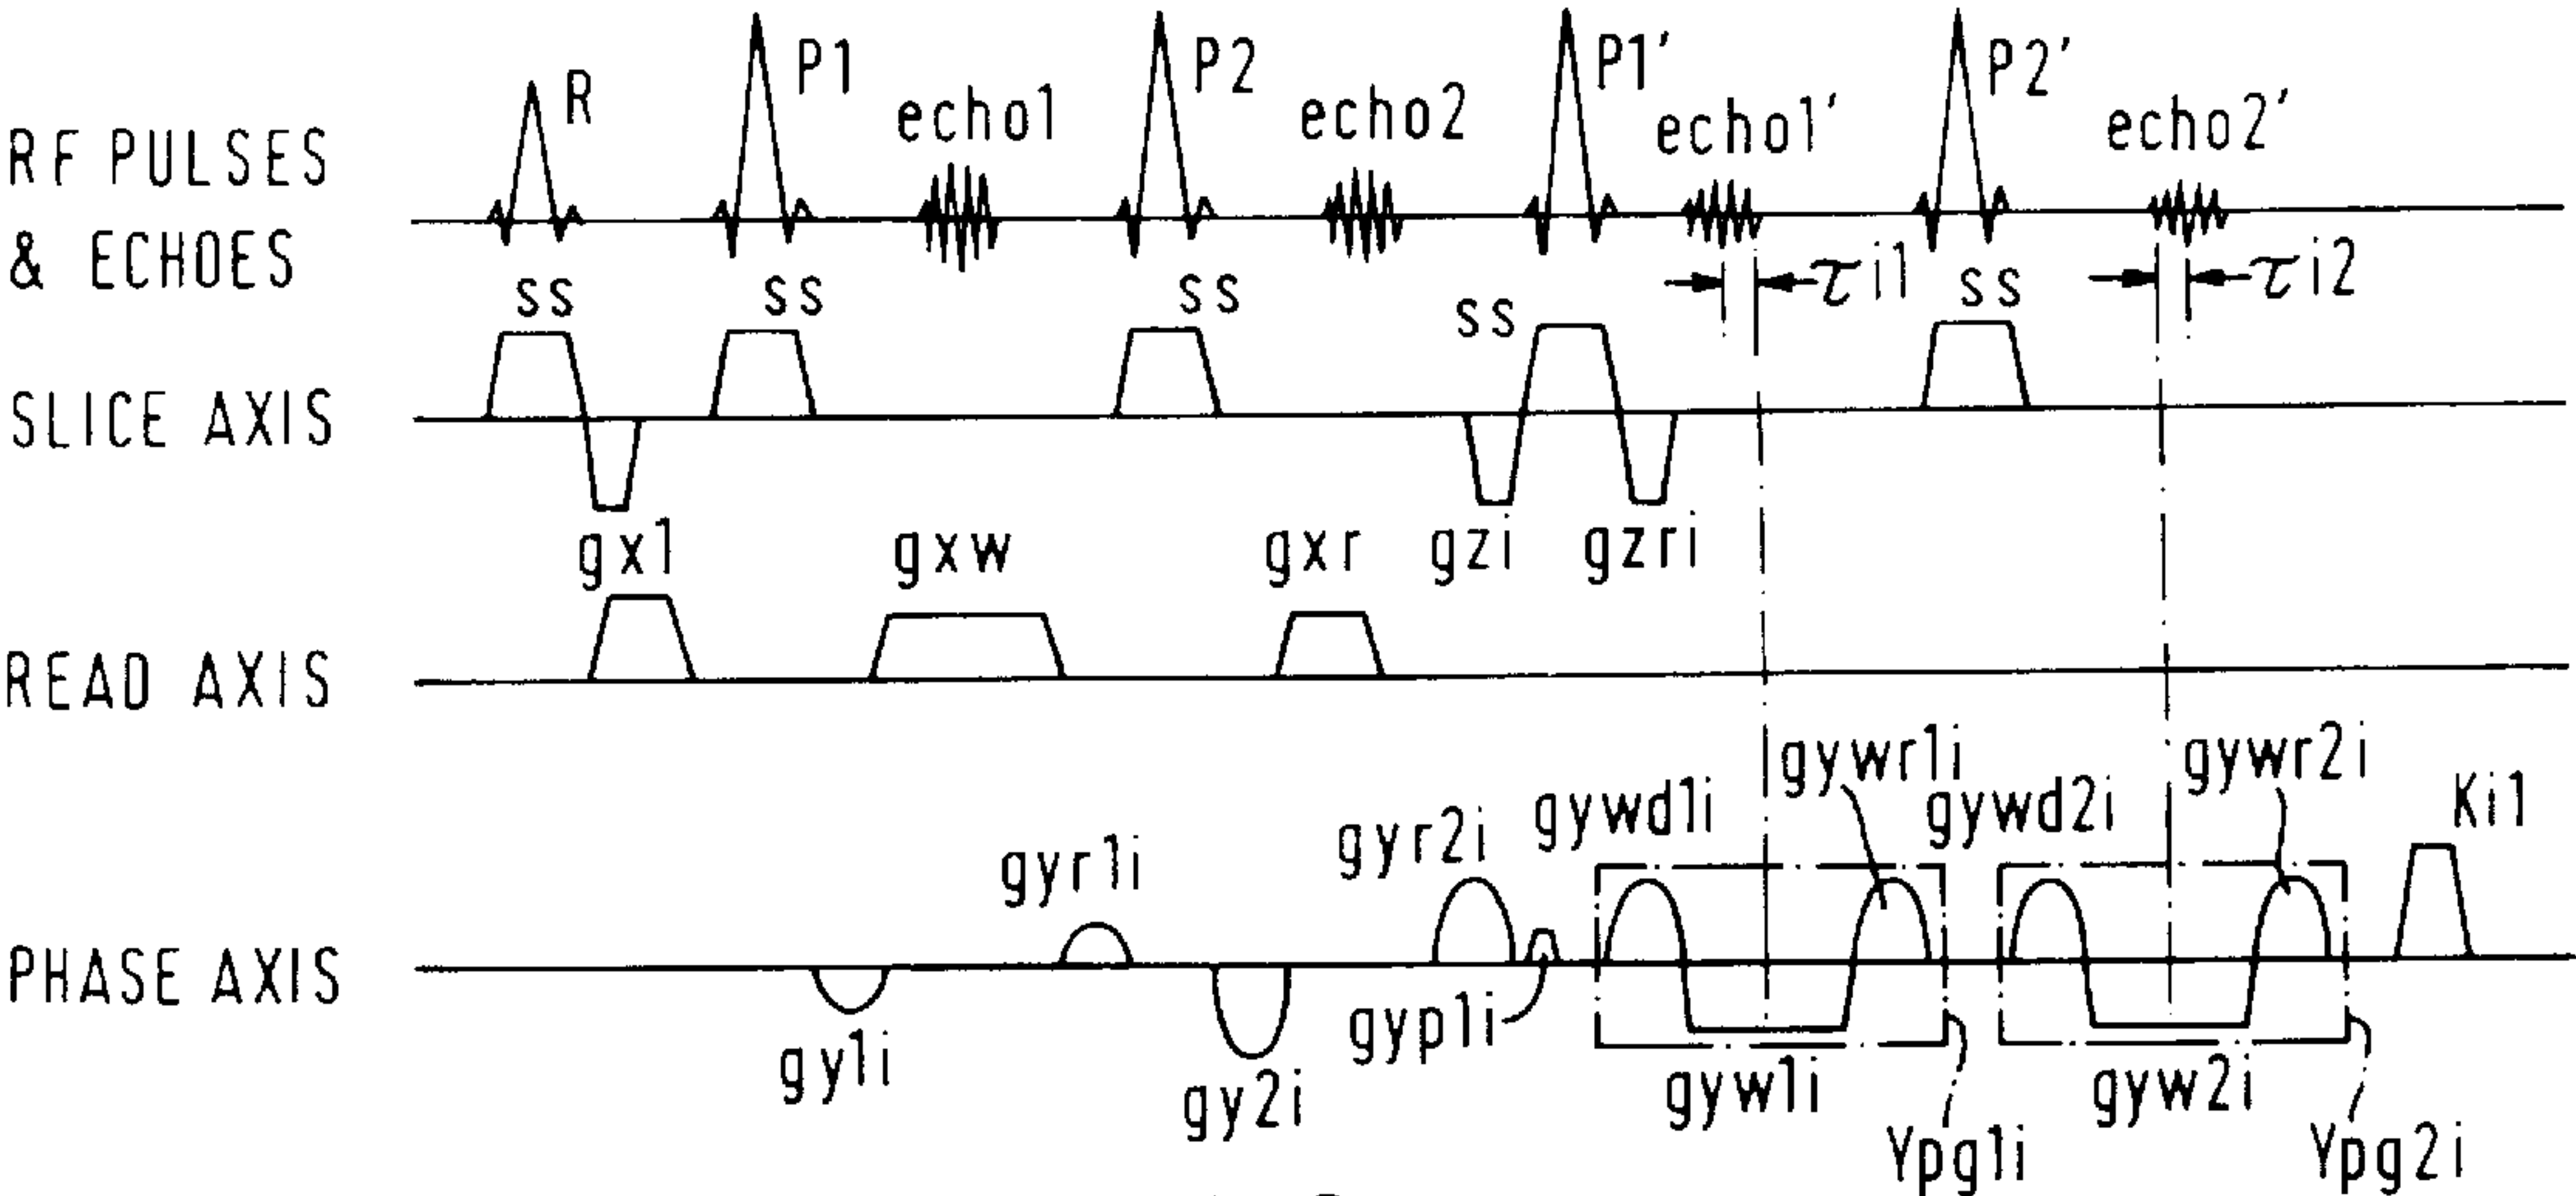 RF PULSES
& ECHOES
R
P1
echo1
P2
echo2
P1'
echo1'
P2'
echo2'
τi1
τi2
SLICE AXIS
ss
ss
ss
ss
ss
gzi
gzri
READ AXIS
gx1
gxw
gxr
PHASE AXIS
gy1i
gyr1i
gy2i
gyr2i
gyp1i
gywd1i
gywr1i
gyw1i
Ypg1i
gywd2i
gywr2i
gyw2i
Ypg2i
Ki1